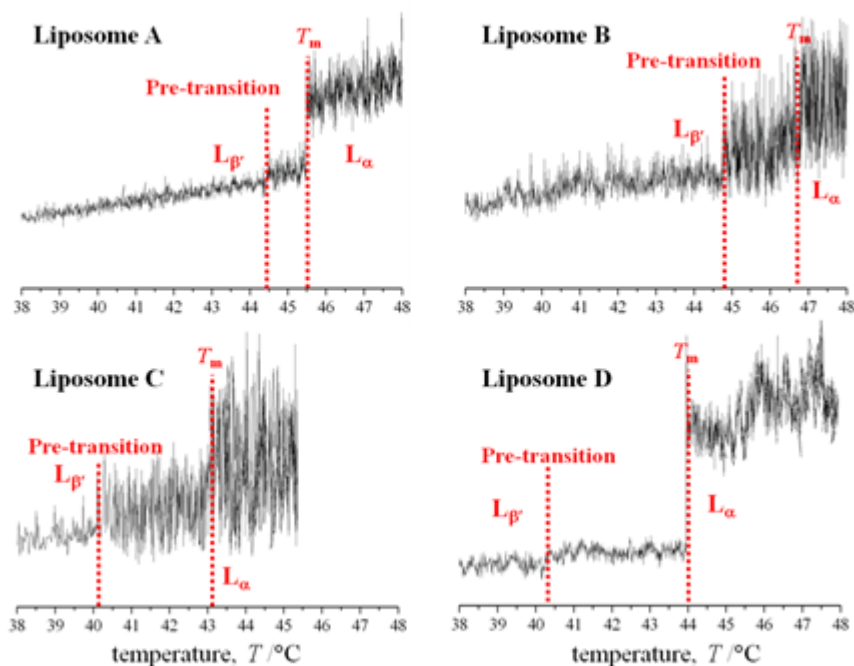 Liposome A
Tm
Pre-transition
Lβ′
Lα
38 39 40 41 42 43 44 45 46 47 48
Liposome B
Tm
Pre-transition
Lβ′
Lα
38 39 40 41 42 43 44 45 46 47 48
Liposome C
Tm
Pre-transition
Lβ′
Lα
38 39 40 41 42 43 44 45 46 47 48
temperature, T /°C
Liposome D
Tm
Pre-transition
Lβ′
Lα
38 39 40 41 42 43 44 45 46 47 48
temperature, T /°C